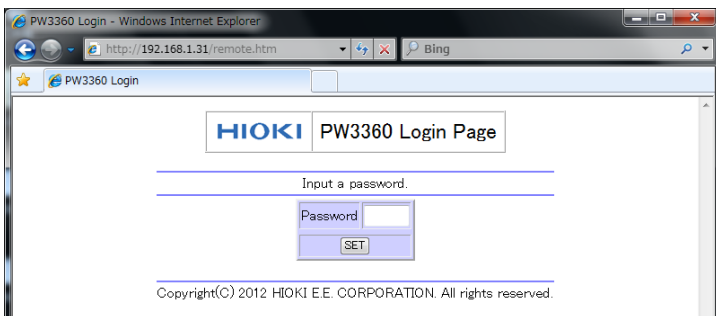 PW3360 Login - Windows Internet Explorer
http://192.168.1.31/remote.htm
Bing
PW3360 Login
HIOKI PW3360 Login Page
Input a password.
Password
SET
Copyright(C) 2012 HIOKI E.E. CORPORATION. All rights reserved.